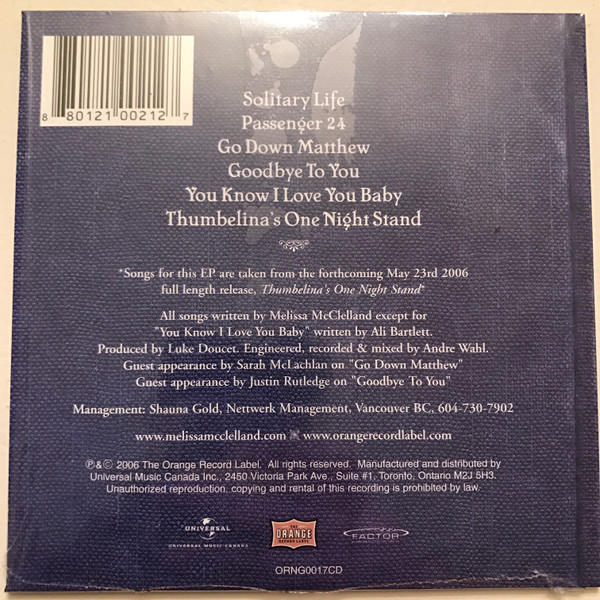 8 80121 00212 7
Solitary Life
Passenger 24
Go Down Matthew
Goodbye To You
You Know I Love You Baby
Thumbelina's One Night Stand
*Songs for this EP are taken from the forthcoming May 23rd 2006
full length release, Thumbelina's One Night Stand*
All songs written by Melissa McClelland except for
"You Know I Love You Baby" written by Ali Bartlett.
Produced by Luke Doucet. Engineered, recorded & mixed by Andre Wahl.
Guest appearance by Sarah McLachlan on "Go Down Matthew"
Guest appearance by Justin Rutledge on "Goodbye To You"
Management: Shauna Gold, Nettwerk Management, Vancouver BC, 604-730-7902
www.melissamcclelland.com www.orangerecordlabel.com
℗&© 2006 The Orange Record Label. All rights reserved. Manufactured and distributed by
Universal Music Canada Inc., 2450 Victoria Park Ave., Suite #1, Toronto, Ontario M2J 5H3.
Unauthorized reproduction, copying and rental of this recording is prohibited by law.
UNIVERSAL
UNIVERSAL MUSIC CANADA
THE
ORANGE
RECORD LABEL
FACTOR
ORNG0017CD